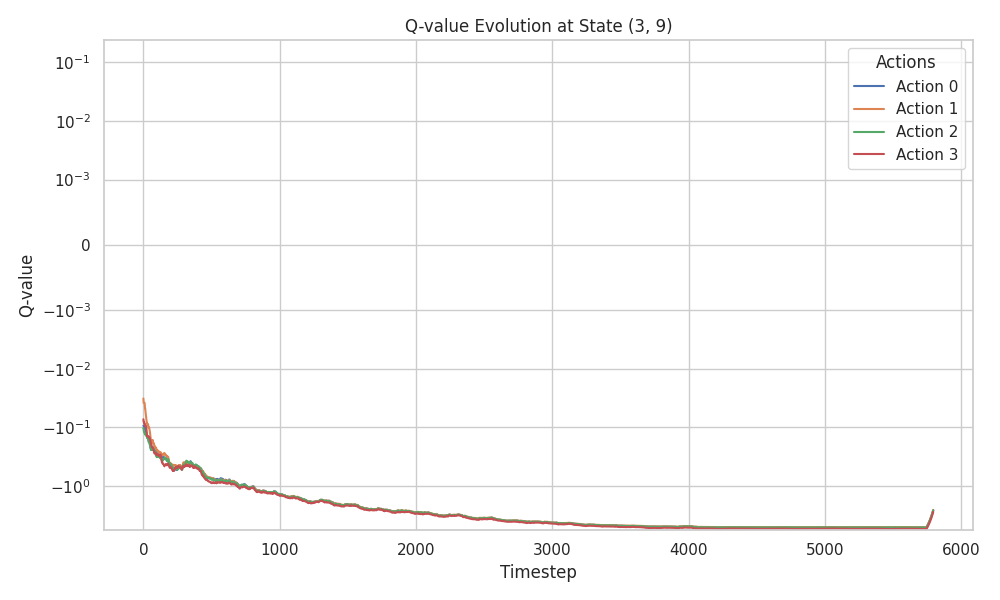 Q-value Evolution at State (3, 9)
Actions
Action 0
Action 1
Action 2
Action 3
Q-value
10⁻¹
10⁻²
10⁻³
0
−10⁻³
−10⁻²
−10⁻¹
−10⁰
0 1000 2000 3000 4000 5000 6000
Timestep